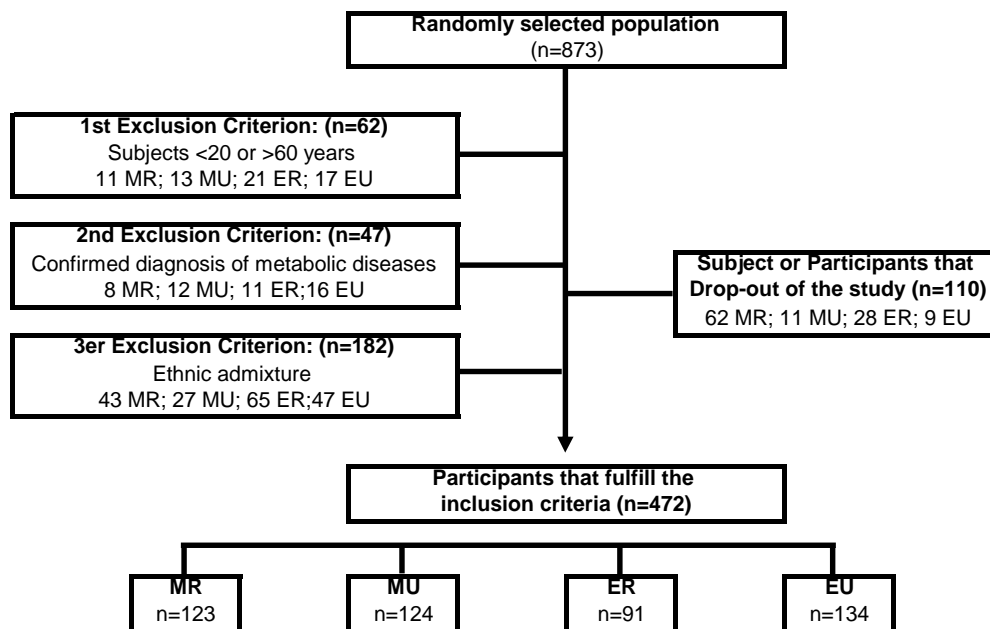 Randomly selected population
(n=873)
1st Exclusion Criterion: (n=62)
Subjects <20 or >60 years
11 MR; 13 MU; 21 ER; 17 EU
2nd Exclusion Criterion: (n=47)
Confirmed diagnosis of metabolic diseases
8 MR; 12 MU; 11 ER;16 EU
Subject or Participants that
Drop-out of the study (n=110)
62 MR; 11 MU; 28 ER; 9 EU
3er Exclusion Criterion: (n=182)
Ethnic admixture
43 MR; 27 MU; 65 ER;47 EU
Participants that fulfill the
inclusion criteria (n=472)
MR
n=123
MU
n=124
ER
n=91
EU
n=134